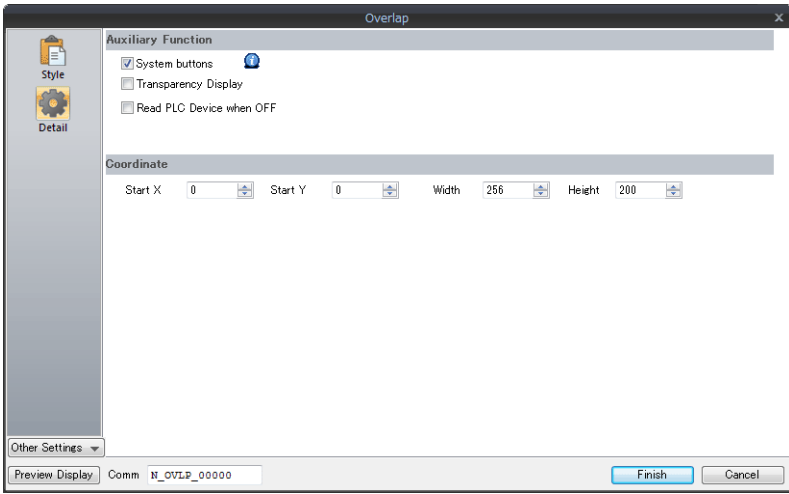 Overlap
Style
Detail
Auxiliary Function
System buttons
Transparency Display
Read PLC Device when OFF
Coordinate
Start X 0 Start Y 0 Width 256 Height 200
Other Settings
Preview Display Comm N_OVLP_00000 Finish Cancel